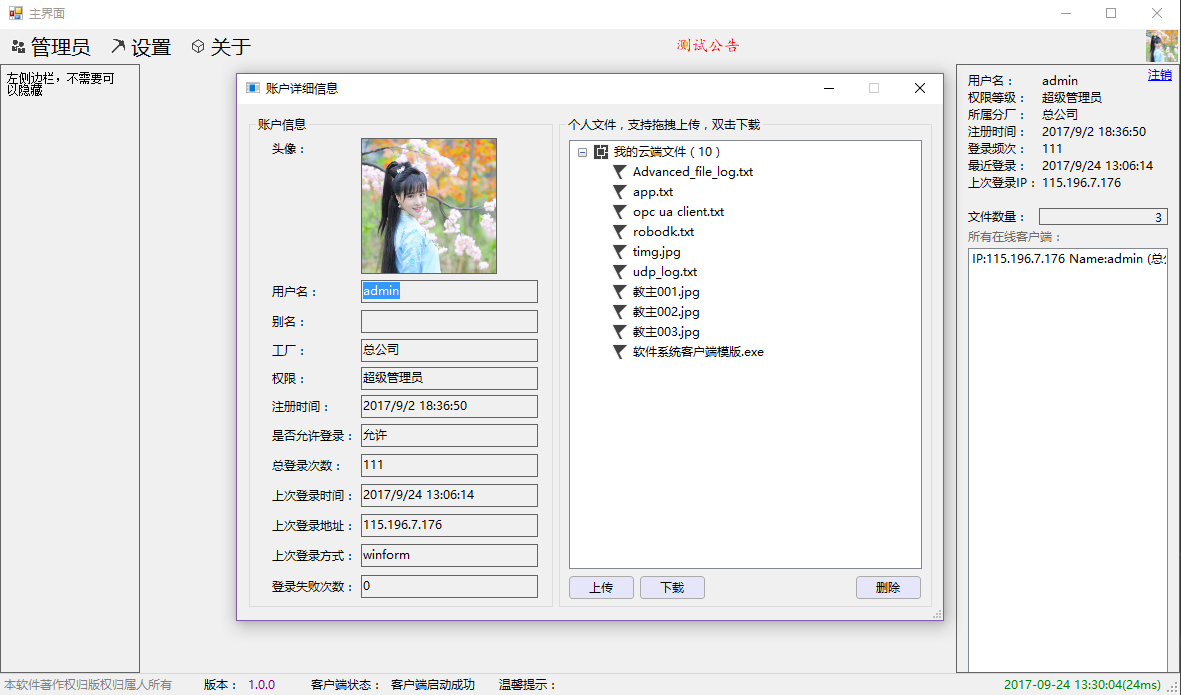 主界面
管理员 设置 关于
测试公告
左侧边栏，不需要可
以隐藏
账户详细信息
账户信息
头像：
用户名： admin
别名：
工厂： 总公司
权限： 超级管理员
注册时间： 2017/9/2 18:36:50
是否允许登录： 允许
总登录次数： 111
上次登录时间： 2017/9/24 13:06:14
上次登录地址： 115.196.7.176
上次登录方式： winform
登录失败次数： 0
个人文件，支持拖拽上传，双击下载
我的云端文件（10）
Advanced_file_log.txt
app.txt
opc ua client.txt
robodk.txt
timg.jpg
udp_log.txt
教主001.jpg
教主002.jpg
教主003.jpg
软件系统客户端模版.exe
上传 下载 删除
注销
用户名： admin
权限等级： 超级管理员
所属分厂： 总公司
注册时间： 2017/9/2 18:36:50
登录频次： 111
最近登录： 2017/9/24 13:06:14
上次登录IP： 115.196.7.176
文件数量： 3
所有在线客户端：
IP:115.196.7.176 Name:admin (总
本软件著作权归版权归属人所有 版本： 1.0.0 客户端状态： 客户端启动成功 温馨提示： 2017-09-24 13:30:04(24ms)